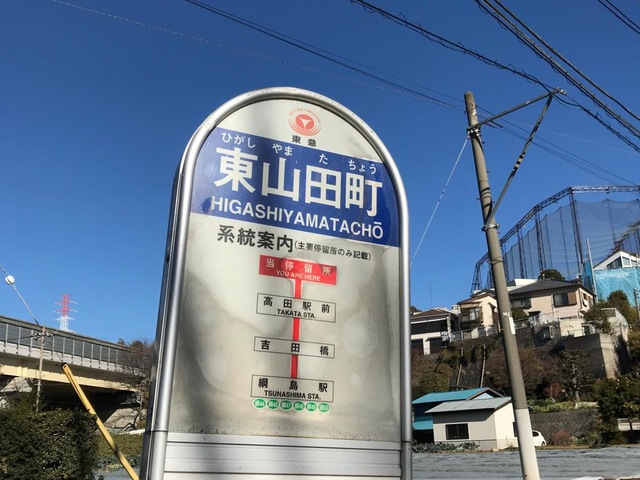 東急
ひがし やま た ちょう
東山田町
HIGASHIYAMATACHŌ
系統案内(主要停留所のみ記載)
当停留所
YOU ARE HERE
高田駅前
TAKATA STA.
吉田橋
綱島駅
TSUNASHIMA STA.